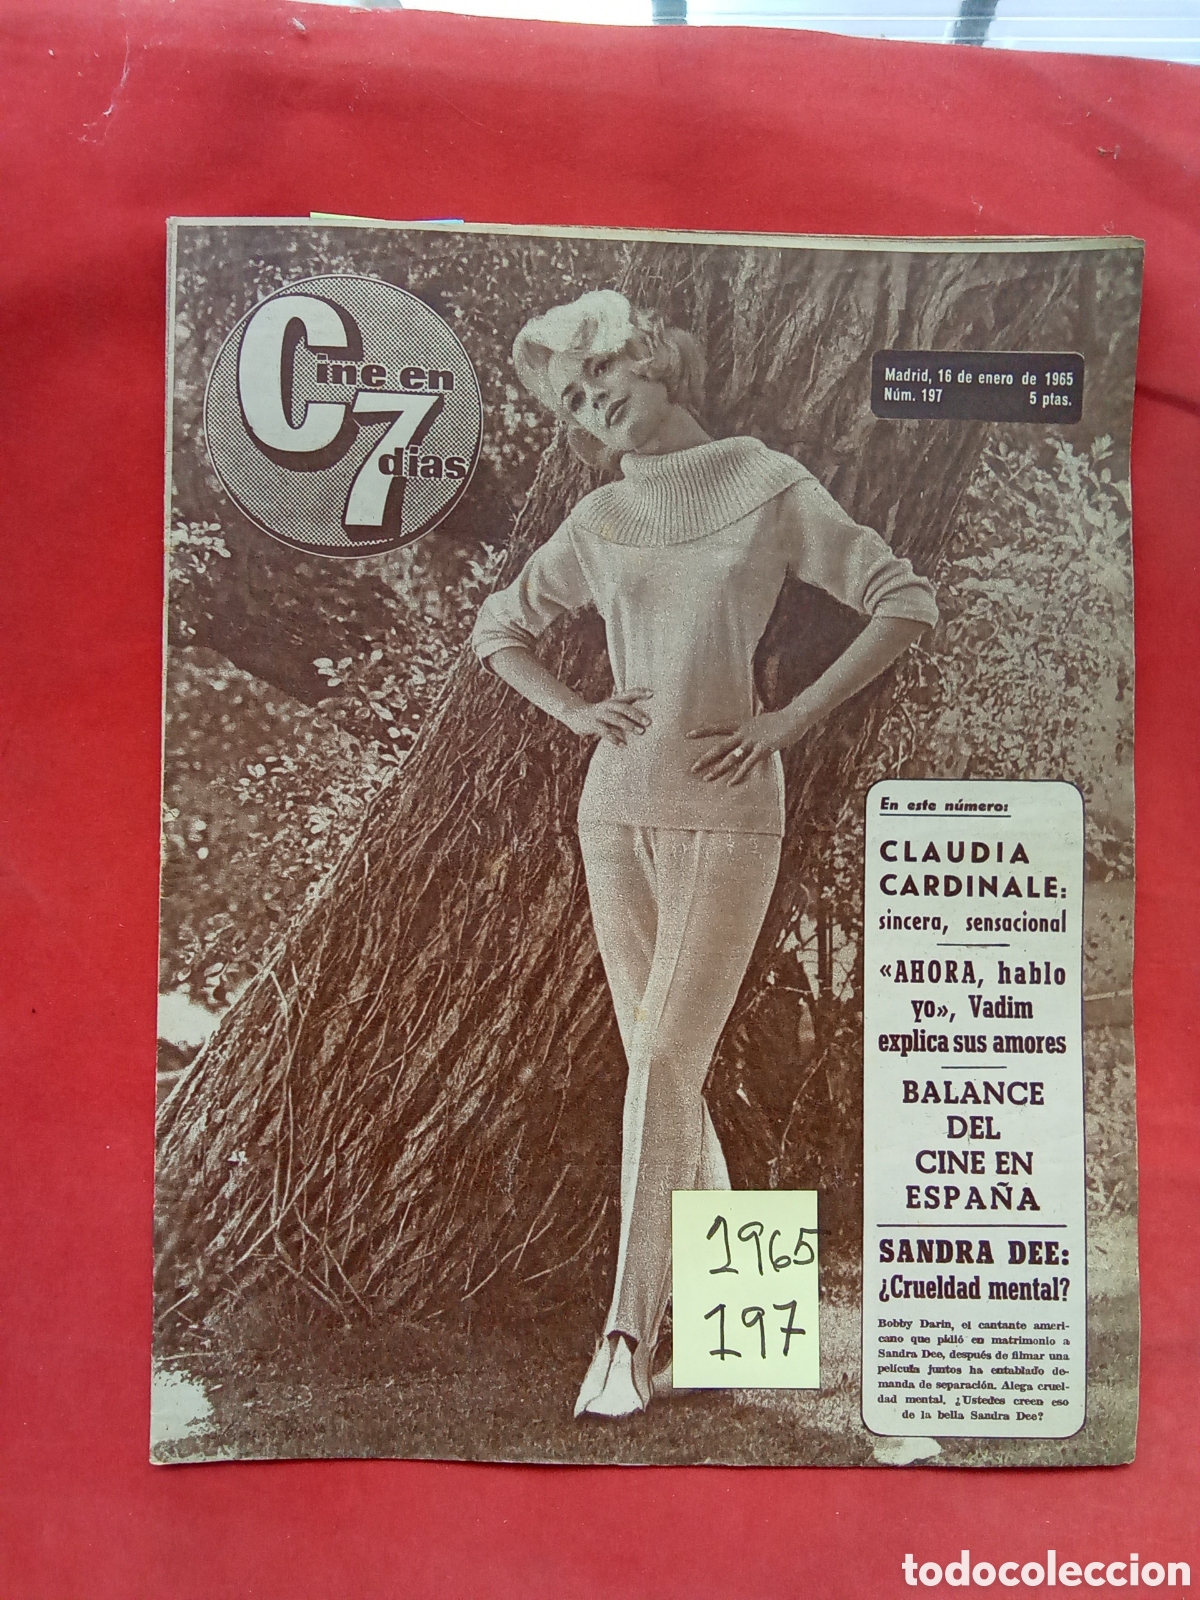 Cine en
7 dias
Madrid, 16 de enero de 1965
Núm. 197 5 ptas.
En este número:
CLAUDIA
CARDINALE:
sincera, sensacional
«AHORA, hablo
yo», Vadim
explica sus amores
BALANCE
DEL
CINE EN
ESPAÑA
SANDRA DEE:
¿Crueldad mental?
Bobby Darin, el cantante ameri-
cano que pidió en matrimonio a
Sandra Dee, después de filmar una
película juntos ha entablado de-
manda de separación. Alega cruel-
dad mental. ¿Ustedes creen eso
de la bella Sandra Dee?
1965
197
todocoleccion